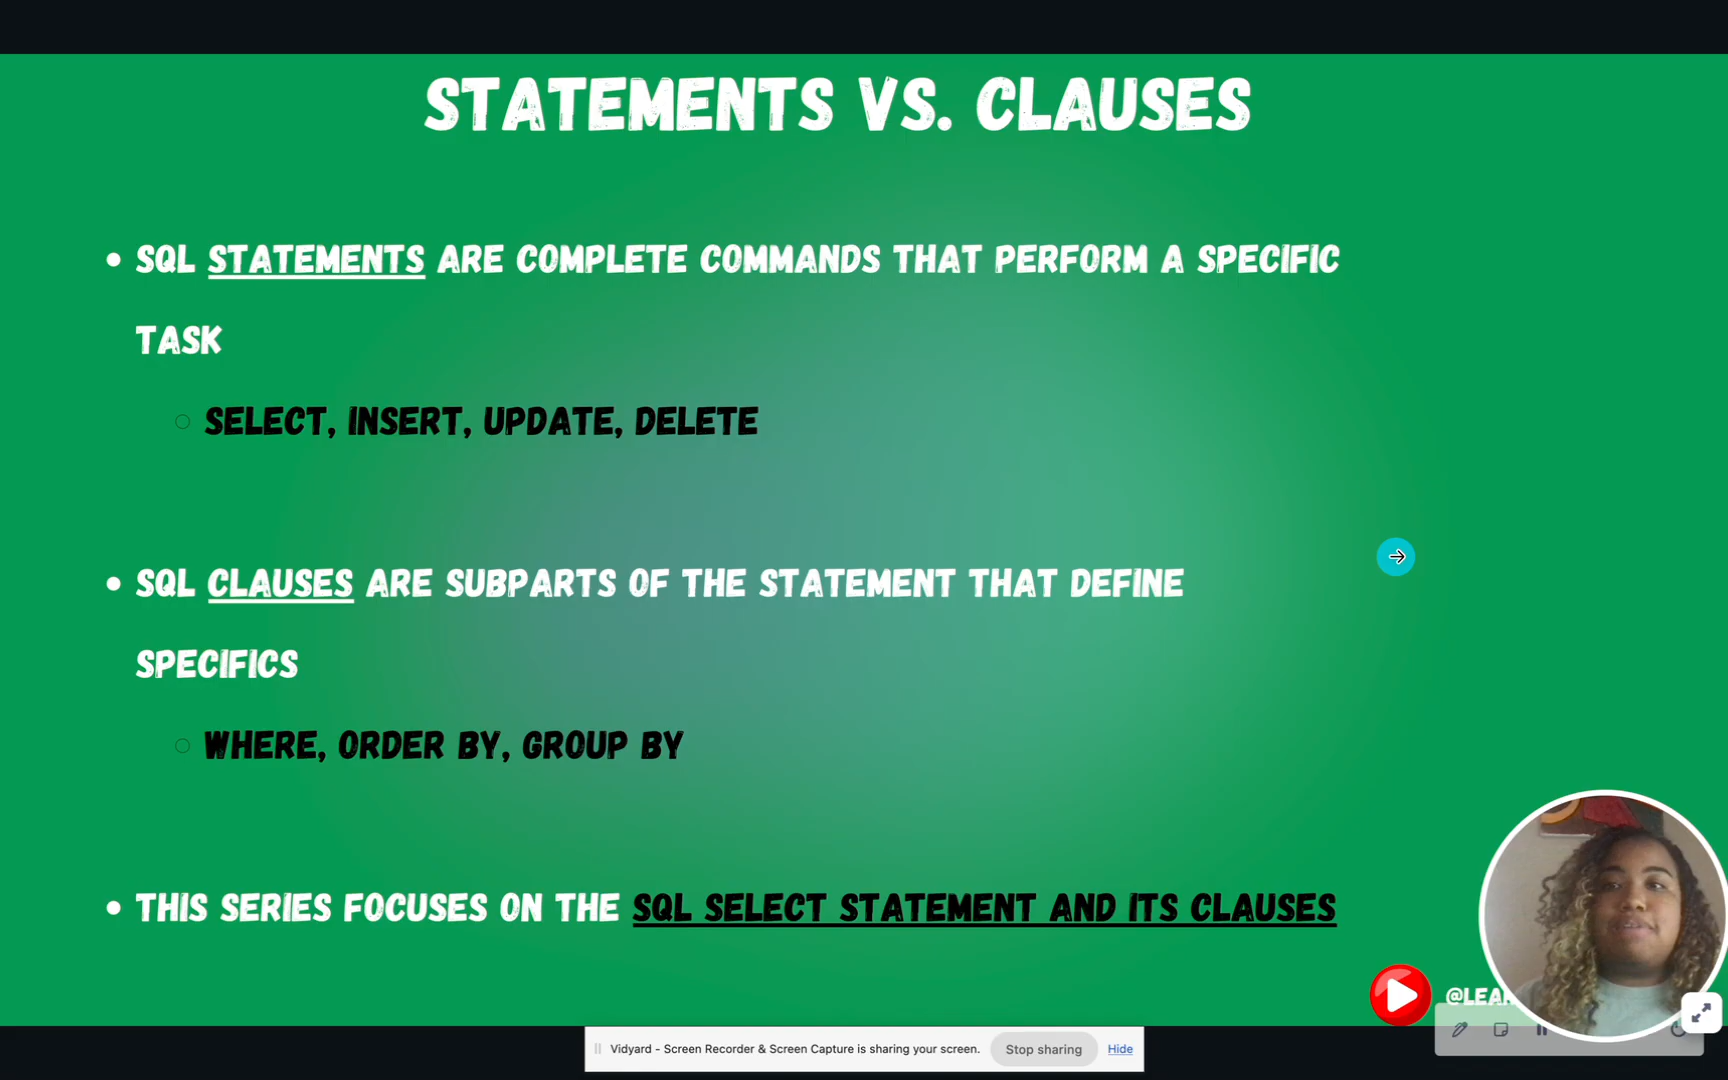 STATEMENTS VS. CLAUSES
SQL STATEMENTS ARE COMPLETE COMMANDS THAT PERFORM A SPECIFIC
TASK
SELECT, INSERT, UPDATE, DELETE
SQL CLAUSES ARE SUBPARTS OF THE STATEMENT THAT DEFINE
SPECIFICS
WHERE, ORDER BY, GROUP BY
THIS SERIES FOCUSES ON THE SQL SELECT STATEMENT AND ITS CLAUSES
Vidyard - Screen Recorder & Screen Capture is sharing your screen. Stop sharing Hide